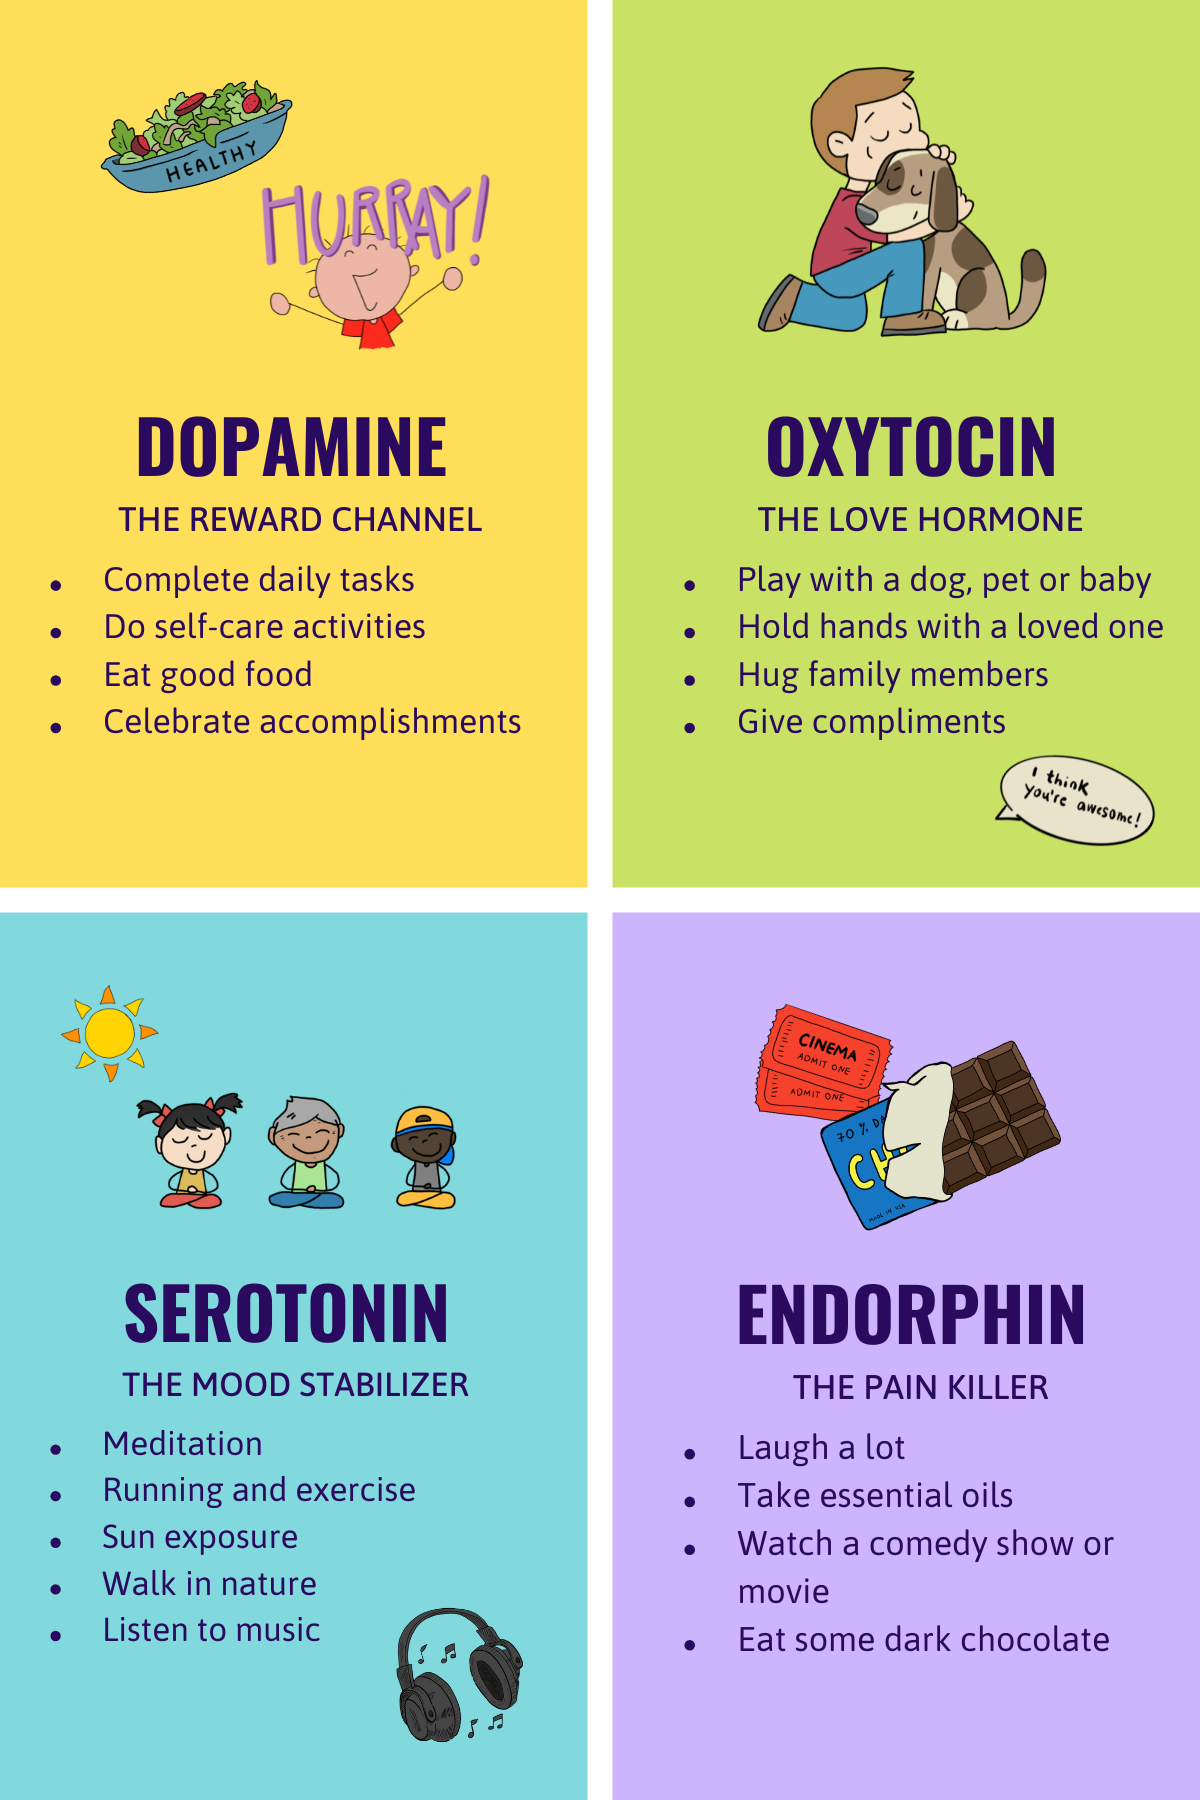 HEALTHY
HURRAY!
DOPAMINE
THE REWARD CHANNEL
• Complete daily tasks
• Do self-care activities
• Eat good food
• Celebrate accomplishments
OXYTOCIN
THE LOVE HORMONE
• Play with a dog, pet or baby
• Hold hands with a loved one
• Hug family members
• Give compliments
I think
you're awesome!
SEROTONIN
THE MOOD STABILIZER
• Meditation
• Running and exercise
• Sun exposure
• Walk in nature
• Listen to music
CINEMA
ADMIT ONE
ADMIT ONE
70 % DA
CH
MADE IN USA
ENDORPHIN
THE PAIN KILLER
• Laugh a lot
• Take essential oils
• Watch a comedy show or
movie
• Eat some dark chocolate